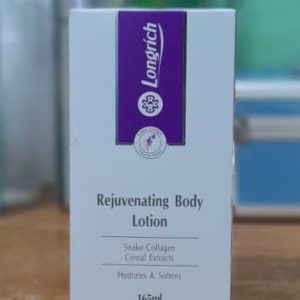 Longrich
Rejuvenating Body
Lotion
Snake Collagen
Cereal Extracts
Hydrates & Softens
165ml